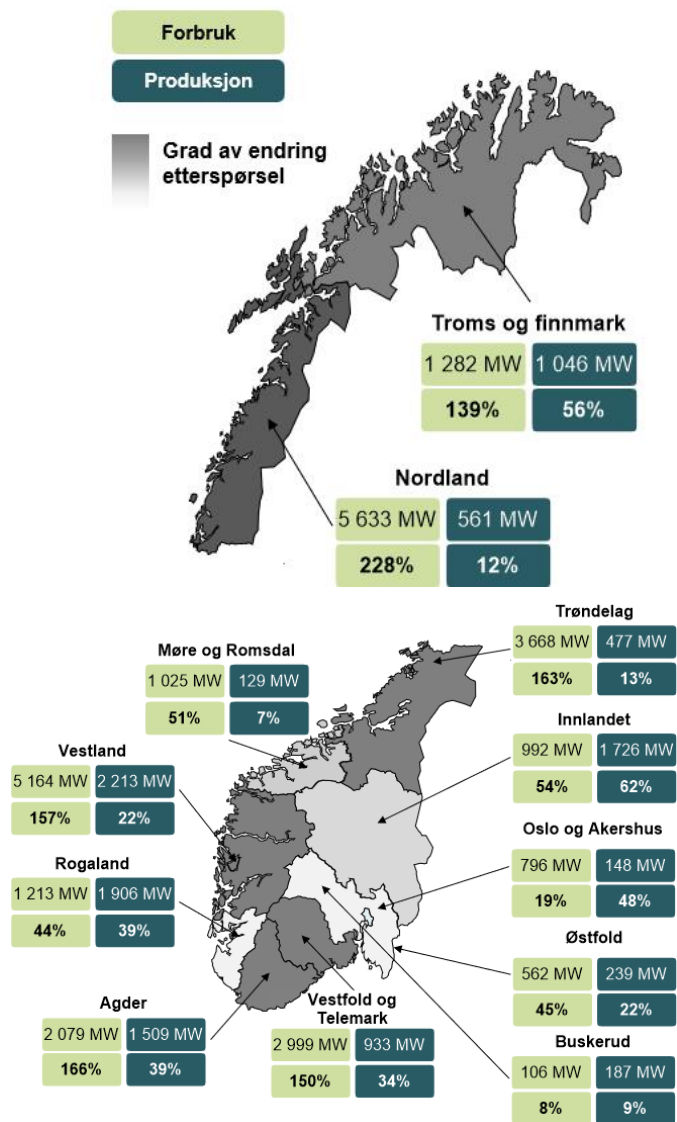 Forbruk
Produksjon
Grad av endring
etterspørsel
Troms og finnmark
1 282 MW 1 046 MW
139% 56%
Nordland
5 633 MW 561 MW
228% 12%
Trøndelag
3 668 MW 477 MW
163% 13%
Møre og Romsdal
1 025 MW 129 MW
51% 7%
Innlandet
992 MW 1 726 MW
54% 62%
Vestland
5 164 MW 2 213 MW
157% 22%
Oslo og Akershus
796 MW 148 MW
19% 48%
Rogaland
1 213 MW 1 906 MW
44% 39%
Østfold
562 MW 239 MW
45% 22%
Agder
2 079 MW 1 509 MW
166% 39%
Vestfold og
Telemark
2 999 MW 933 MW
150% 34%
Buskerud
106 MW 187 MW
8% 9%